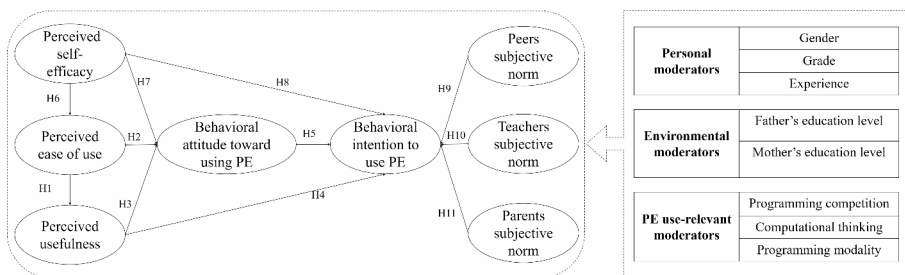 Perceived
self-
efficacy
H6
H7
H8
Perceived
ease of use
H2
H1
H3
Perceived
usefulness
Behavioral
attitude toward
using PE
H5
H4
Behavioral
intention to
use PE
Peers
subjective
norm
H9
H10
Teachers
subjective
norm
H11
Parents
subjective
norm
Personal
moderators
Gender
Grade
Experience
Environmental
moderators
Father's education level
Mother's education level
PE use-relevant
moderators
Programming competition
Computational thinking
Programming modality